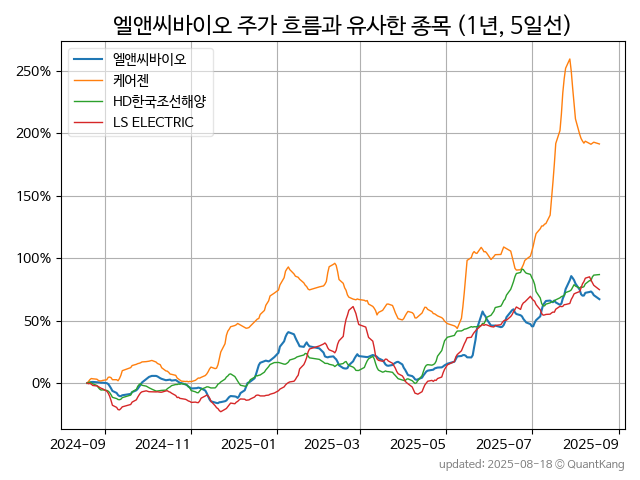 엘앤씨바이오 주가 흐름과 유사한 종목 (1년, 5일선)
엘앤씨바이오
케어젠
HD한국조선해양
LS ELECTRIC
250%
200%
150%
100%
50%
0%
2024-09 2024-11 2025-01 2025-03 2025-05 2025-07 2025-09
updated: 2025-08-18 © QuantKang